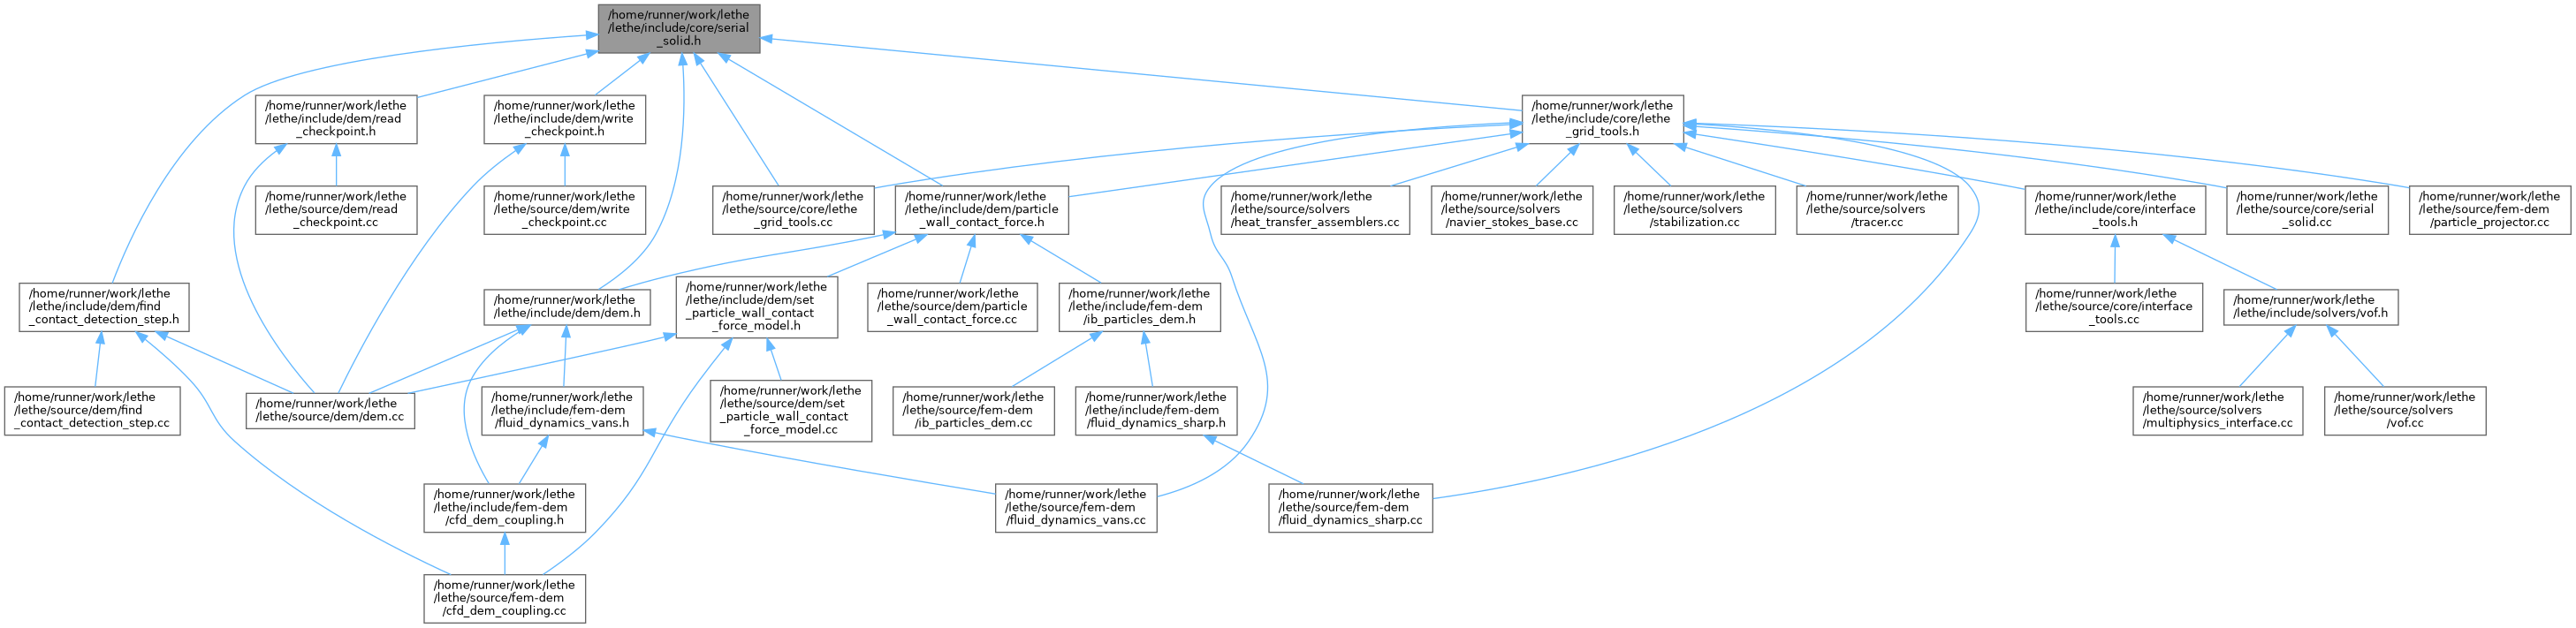 /home/runner/work/lethe
/lethe/include/core/serial
_solid.h
/home/runner/work/lethe
/lethe/include/dem/read
_checkpoint.h
/home/runner/work/lethe
/lethe/include/dem/write
_checkpoint.h
/home/runner/work/lethe
/lethe/include/core/lethe
_grid_tools.h
/home/runner/work/lethe
/lethe/source/dem/read
_checkpoint.cc
/home/runner/work/lethe
/lethe/source/dem/write
_checkpoint.cc
/home/runner/work/lethe
/lethe/source/core/lethe
_grid_tools.cc
/home/runner/work/lethe
/lethe/include/dem/particle
_wall_contact_force.h
/home/runner/work/lethe
/lethe/source/solvers
/heat_transfer_assemblers.cc
/home/runner/work/lethe
/lethe/source/solvers
/navier_stokes_base.cc
/home/runner/work/lethe
/lethe/source/solvers
/stabilization.cc
/home/runner/work/lethe
/lethe/source/solvers
/tracer.cc
/home/runner/work/lethe
/lethe/include/core/interface
_tools.h
/home/runner/work/lethe
/lethe/source/core/serial
_solid.cc
/home/runner/work/lethe
/lethe/source/fem-dem
/particle_projector.cc
/home/runner/work/lethe
/lethe/include/dem/find
_contact_detection_step.h
/home/runner/work/lethe
/lethe/include/dem/dem.h
/home/runner/work/lethe
/lethe/include/dem/set
_particle_wall_contact
_force_model.h
/home/runner/work/lethe
/lethe/source/dem/particle
_wall_contact_force.cc
/home/runner/work/lethe
/lethe/include/fem-dem
/ib_particles_dem.h
/home/runner/work/lethe
/lethe/source/core/interface
_tools.cc
/home/runner/work/lethe
/lethe/include/solvers/vof.h
/home/runner/work/lethe
/lethe/source/dem/find
_contact_detection_step.cc
/home/runner/work/lethe
/lethe/source/dem/dem.cc
/home/runner/work/lethe
/lethe/include/fem-dem
/fluid_dynamics_vans.h
/home/runner/work/lethe
/lethe/source/dem/set
_particle_wall_contact
_force_model.cc
/home/runner/work/lethe
/lethe/source/fem-dem
/ib_particles_dem.cc
/home/runner/work/lethe
/lethe/include/fem-dem
/fluid_dynamics_sharp.h
/home/runner/work/lethe
/lethe/source/solvers
/multiphysics_interface.cc
/home/runner/work/lethe
/lethe/source/solvers
/vof.cc
/home/runner/work/lethe
/lethe/include/fem-dem
/cfd_dem_coupling.h
/home/runner/work/lethe
/lethe/source/fem-dem
/fluid_dynamics_vans.cc
/home/runner/work/lethe
/lethe/source/fem-dem
/fluid_dynamics_sharp.cc
/home/runner/work/lethe
/lethe/source/fem-dem
/cfd_dem_coupling.cc